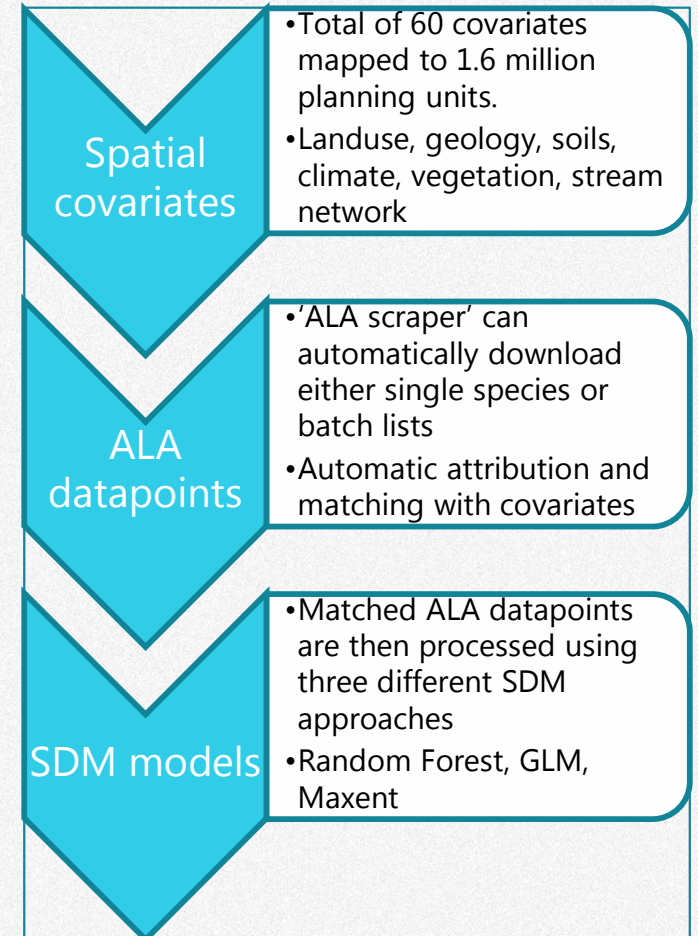 Spatial
covariates
•Total of 60 covariates
mapped to 1.6 million
planning units.
•Landuse, geology, soils,
climate, vegetation, stream
network
ALA
datapoints
•‘ALA scraper’ can
automatically download
either single species or
batch lists
•Automatic attribution and
matching with covariates
SDM models
•Matched ALA datapoints
are then processed using
three different SDM
approaches
•Random Forest, GLM,
Maxent